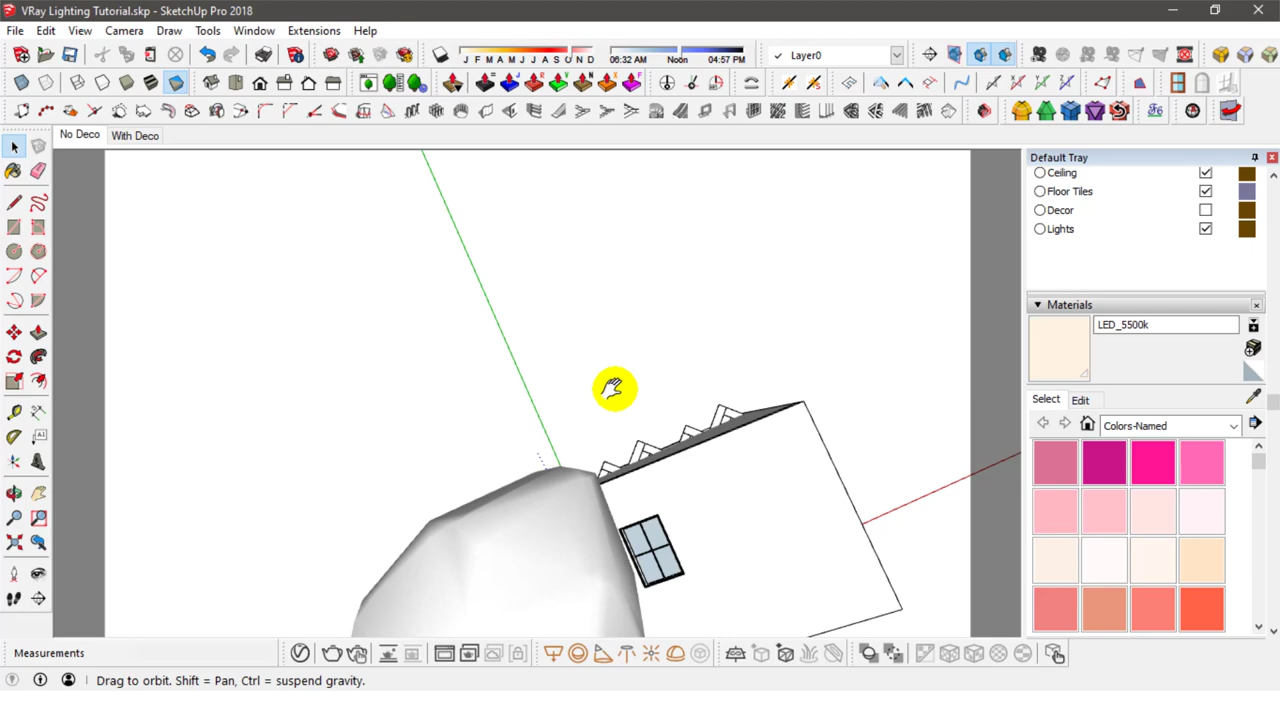 VRay Lighting Tutorial.skp - SketchUp Pro 2018
File Edit View Camera Draw Tools Window Extensions Help
J F M A M J J A S O N D
06:32 AM Noon 04:57 PM
Layer0
No Deco With Deco
Default Tray
Ceiling
Floor Tiles
Decor
Lights
Materials
LED_5500k
Select Edit
Colors-Named
Measurements
Drag to orbit. Shift = Pan, Ctrl = suspend gravity.